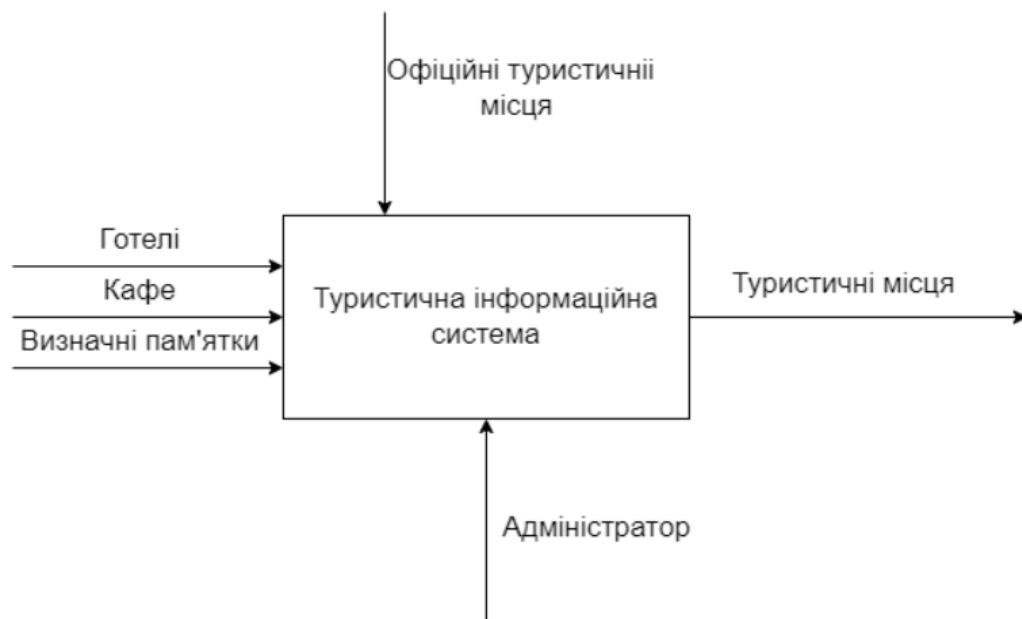 Офіційні туристичніі
місця
Готелі
Кафе
Визначні пам'ятки
Туристична інформаційна
система
Туристичні місця
Адміністратор